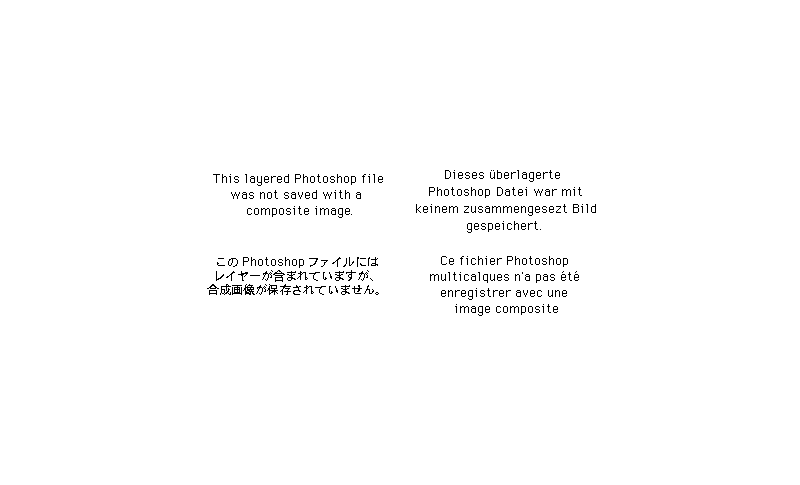 This layered Photoshop file
was not saved with a
composite image.
Dieses überlagerte
Photoshop Datei war mit
keinem zusammengesezt Bild
gespeichert.
この Photoshop ファイルには
レイヤーが含まれていますが、
合成画像が保存されていません。
Ce fichier Photoshop
multicalques n'a pas été
enregistrer avec une
image composite